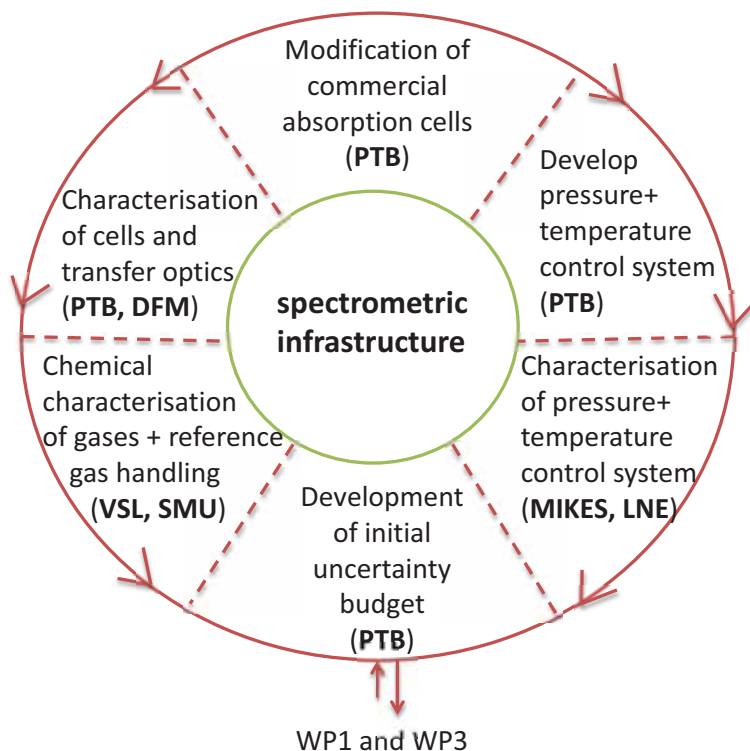 Modification of
commercial
absorption cells
(PTB)
Develop
pressure+
temperature
control system
(PTB)
Characterisation
of pressure+
temperature
control system
(MIKES, LNE)
Development
of initial
uncertainty
budget
(PTB)
Chemical
characterisation
of gases + reference
gas handling
(VSL, SMU)
Characterisation
of cells and
transfer optics
(PTB, DFM)
spectrometric
infrastructure
WP1 and WP3